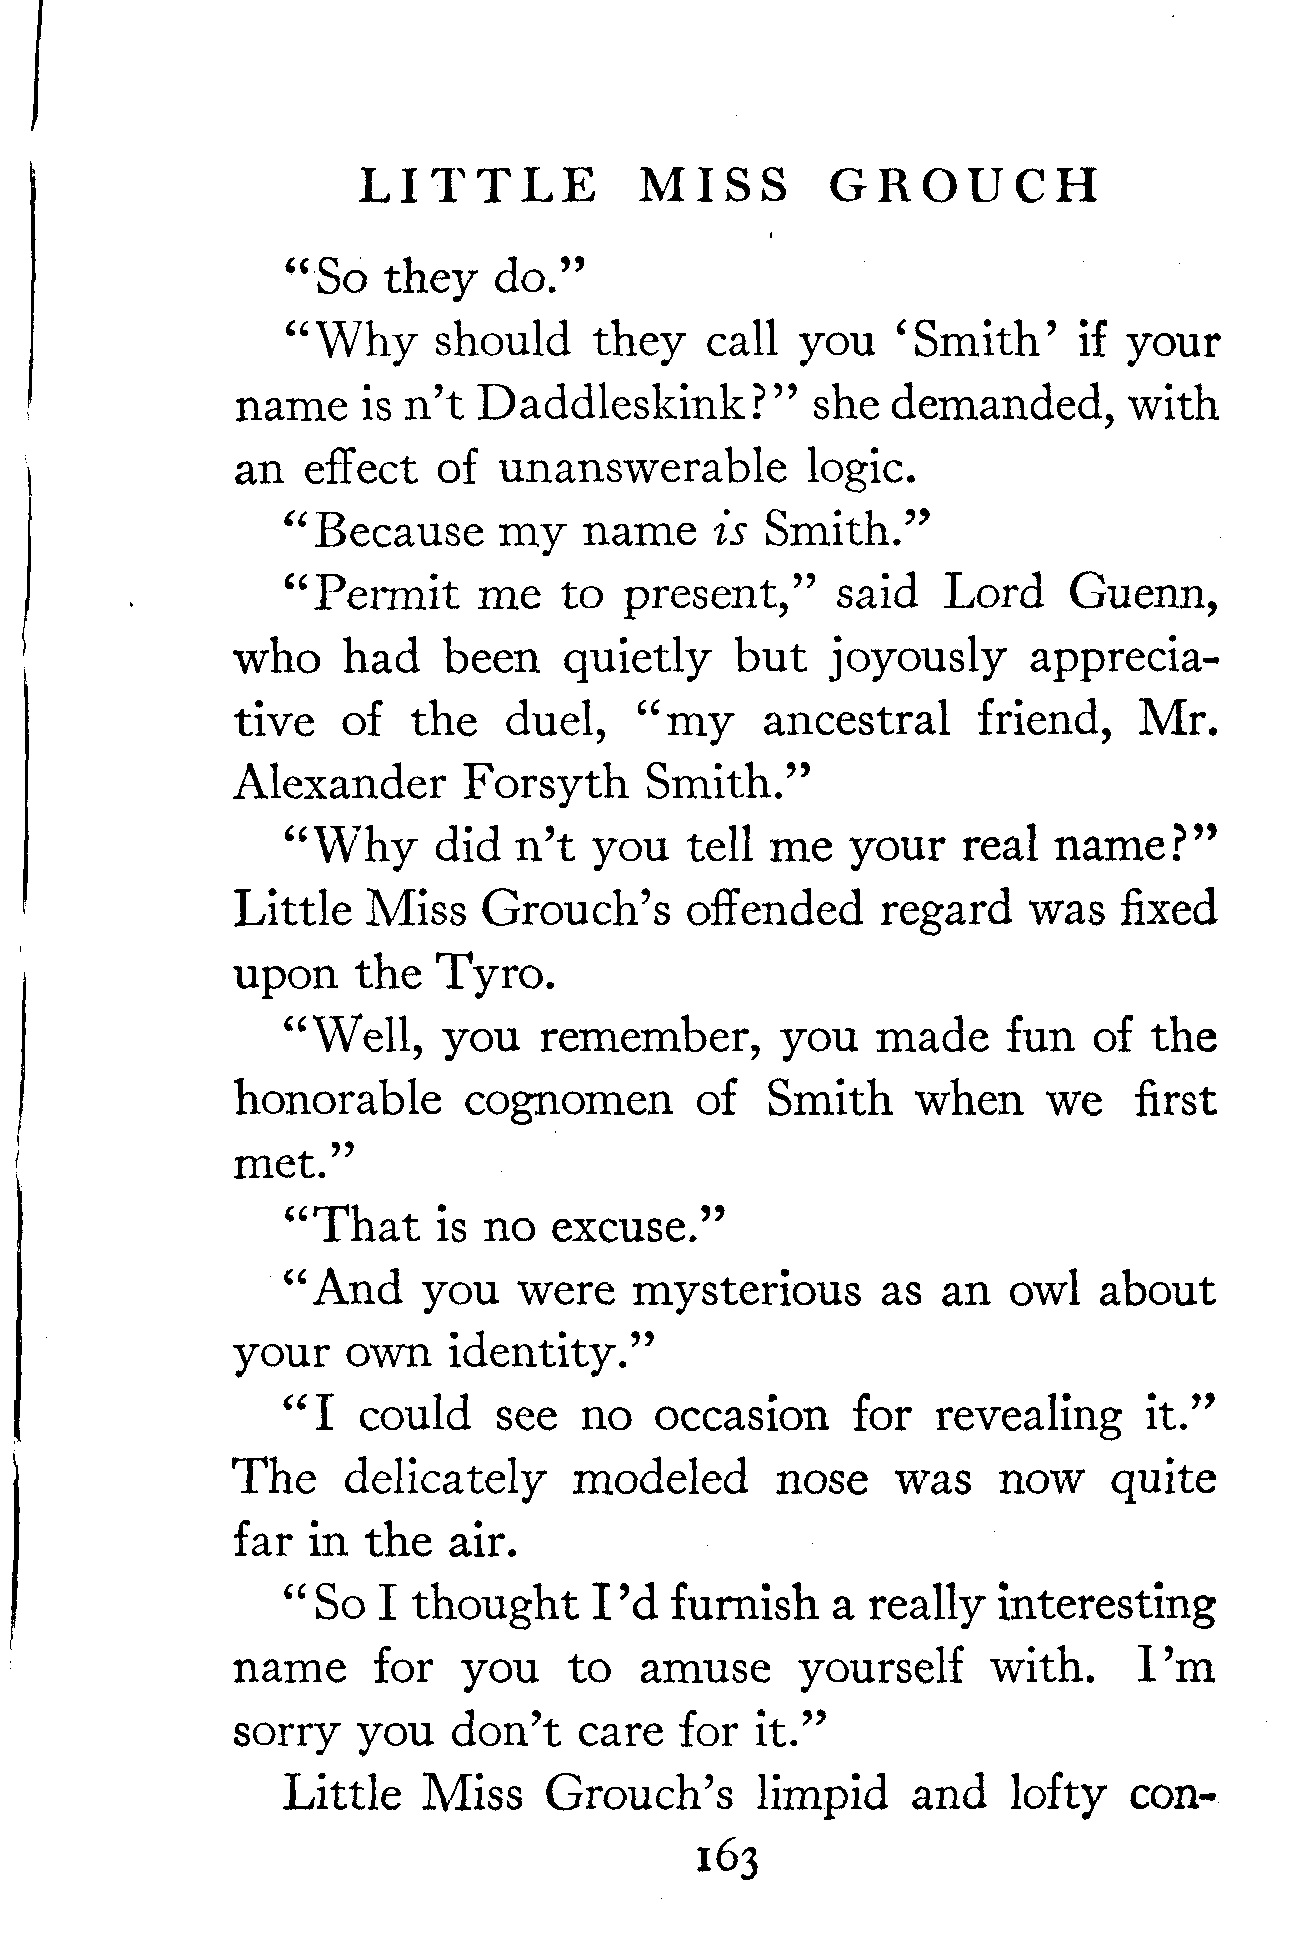 LITTLE MISS GROUCH
“So they do.”
“Why should they call you ‘Smith’ if your
name is n’t Daddleskink?” she demanded, with
an effect of unanswerable logic.
“Because my name is Smith.”
“Permit me to present,” said Lord Guenn,
who had been quietly but joyously apprecia-
tive of the duel, “my ancestral friend, Mr.
Alexander Forsyth Smith.”
“Why did n’t you tell me your real name?”
Little Miss Grouch’s offended regard was fixed
upon the Tyro.
“Well, you remember, you made fun of the
honorable cognomen of Smith when we first
met.”
“That is no excuse.”
“And you were mysterious as an owl about
your own identity.”
“I could see no occasion for revealing it.”
The delicately modeled nose was now quite
far in the air.
“So I thought I’d furnish a really interesting
name for you to amuse yourself with. I’m
sorry you don’t care for it.”
Little Miss Grouch’s limpid and lofty con-
163